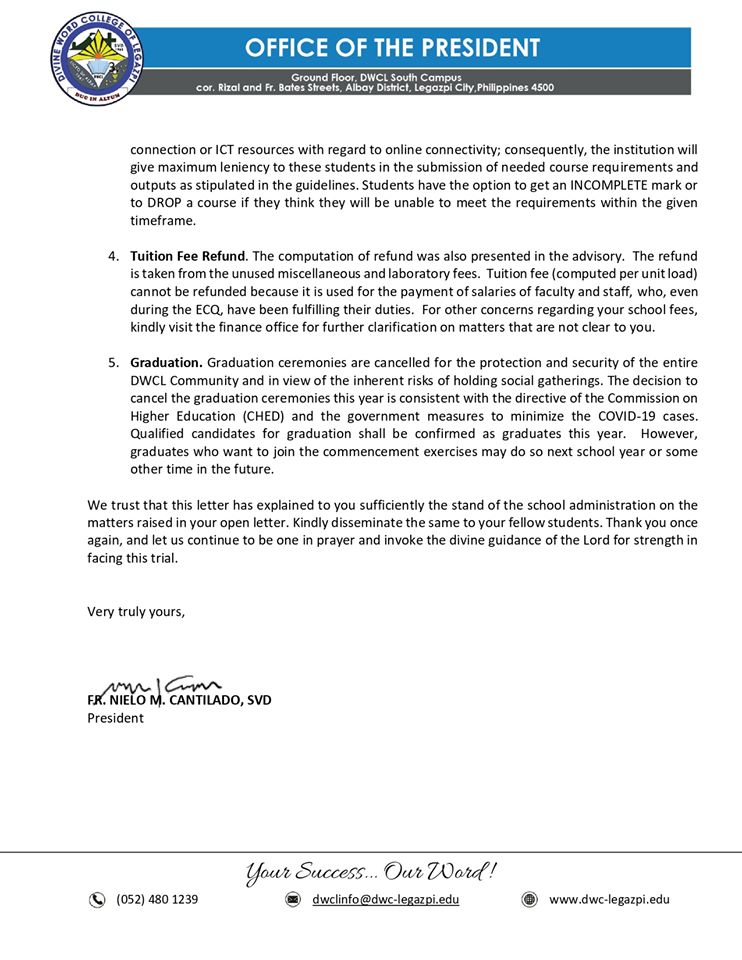 DIVINE WORD COLLEGE OF LEGAZPI
DUC IN ALTUM
OFFICE OF THE PRESIDENT
Ground Floor, DWCL South Campus
cor. Rizal and Fr. Bates Streets, Albay District, Legazpi City,Philippines 4500
connection or ICT resources with regard to online connectivity; consequently, the institution will
give maximum leniency to these students in the submission of needed course requirements and
outputs as stipulated in the guidelines. Students have the option to get an INCOMPLETE mark or
to DROP a course if they think they will be unable to meet the requirements within the given
timeframe.
4. Tuition Fee Refund. The computation of refund was also presented in the advisory. The refund
is taken from the unused miscellaneous and laboratory fees. Tuition fee (computed per unit load)
cannot be refunded because it is used for the payment of salaries of faculty and staff, who, even
during the ECQ, have been fulfilling their duties. For other concerns regarding your school fees,
kindly visit the finance office for further clarification on matters that are not clear to you.
5. Graduation. Graduation ceremonies are cancelled for the protection and security of the entire
DWCL Community and in view of the inherent risks of holding social gatherings. The decision to
cancel the graduation ceremonies this year is consistent with the directive of the Commission on
Higher Education (CHED) and the government measures to minimize the COVID-19 cases.
Qualified candidates for graduation shall be confirmed as graduates this year. However,
graduates who want to join the commencement exercises may do so next school year or some
other time in the future.
We trust that this letter has explained to you sufficiently the stand of the school administration on the
matters raised in your open letter. Kindly disseminate the same to your fellow students. Thank you once
again, and let us continue to be one in prayer and invoke the divine guidance of the Lord for strength in
facing this trial.
Very truly yours,
FR. NIELO M. CANTILADO, SVD
President
Your Success... Our Word!
(052) 480 1239
dwclinfo@dwc-legazpi.edu
www.dwc-legazpi.edu